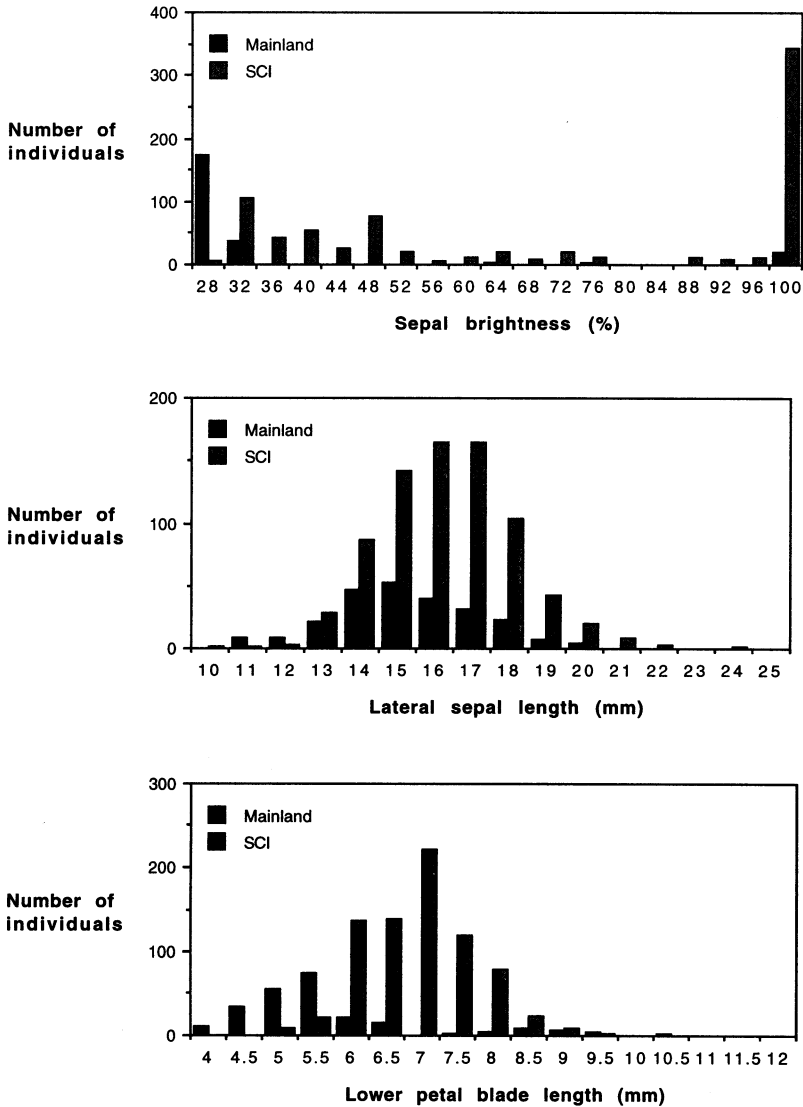 400
Mainland
300
SCI
Number of
individuals
200
100
0
28 32 36 40 44 48 52 56 60 64 68 72 76 80 84 88 92 96 100
Sepal brightness (%)
200
Mainland
SCI
Number of
individuals
100
0
10 11 12 13 14 15 16 17 18 19 20 21 22 23 24 25
Lateral sepal length (mm)
300
Mainland
SCI
200
Number of
individuals
100
0
4 4.5 5 5.5 6 6.5 7 7.5 8 8.5 9 9.5 10 10.5 11 11.5 12
Lower petal blade length (mm)